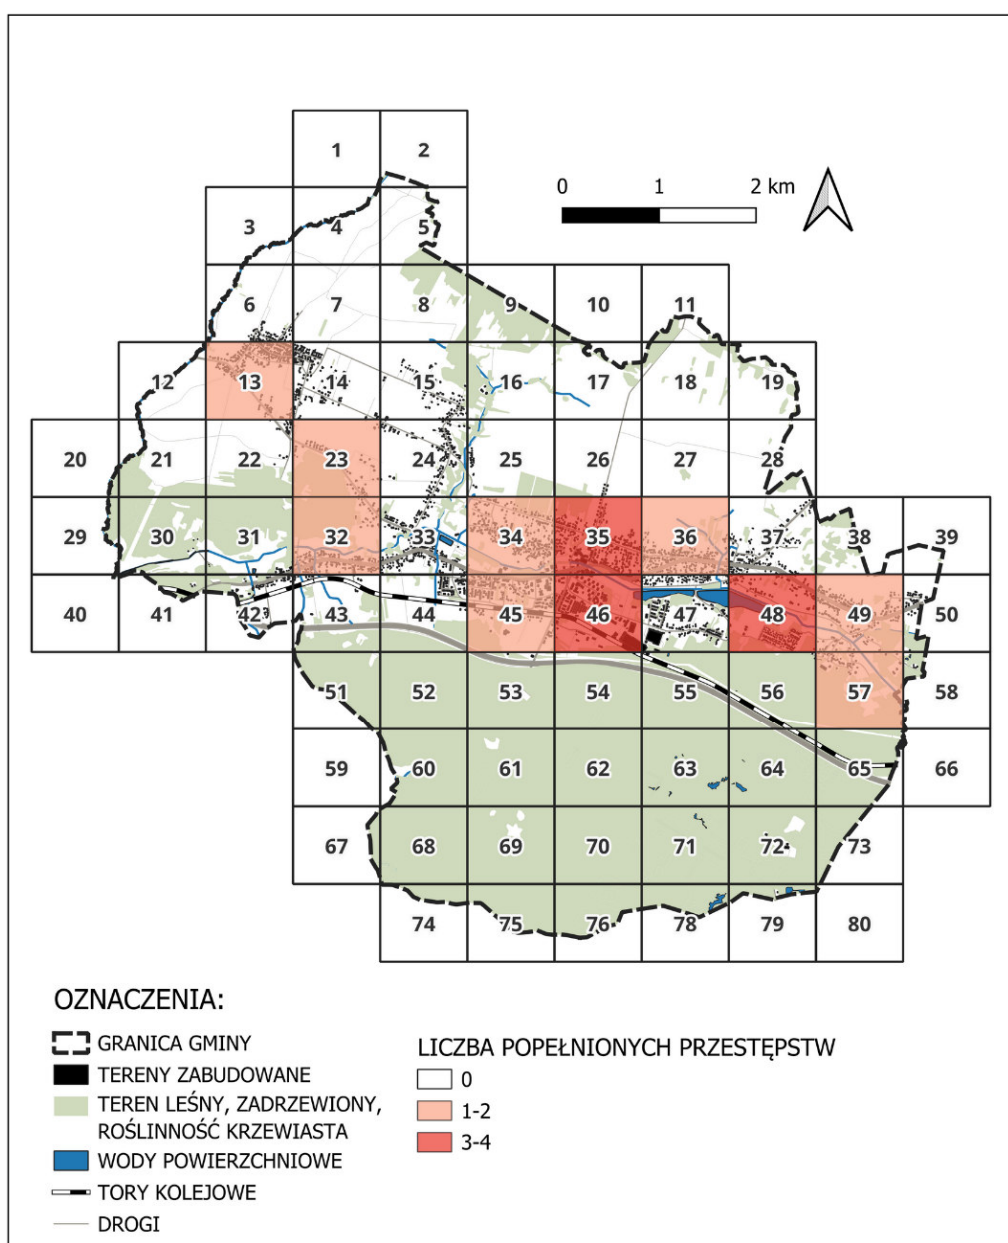 1 2
0 1 2 km
3 4 5
6 7 8 9 10 11
12 13 14 15 16 17 18 19
20 21 22 23 24 25 26 27 28
29 30 31 32 33 34 35 36 37 38 39
40 41 42 43 44 45 46 47 48 49 50
51 52 53 54 55 56 57 58
59 60 61 62 63 64 65 66
67 68 69 70 71 72 73
74 75 76 78 79 80
OZNACZENIA:
GRANICA GMINY
TERENY ZABUDOWANE
TEREN LEŚNY, ZADRZEWIONY,
ROŚLINNOŚĆ KRZEWIASTA
WODY POWIERZCHNIOWE
TORY KOLEJOWE
DROGI
LICZBA POPEŁNIONYCH PRZESTĘPSTW
0
1-2
3-4